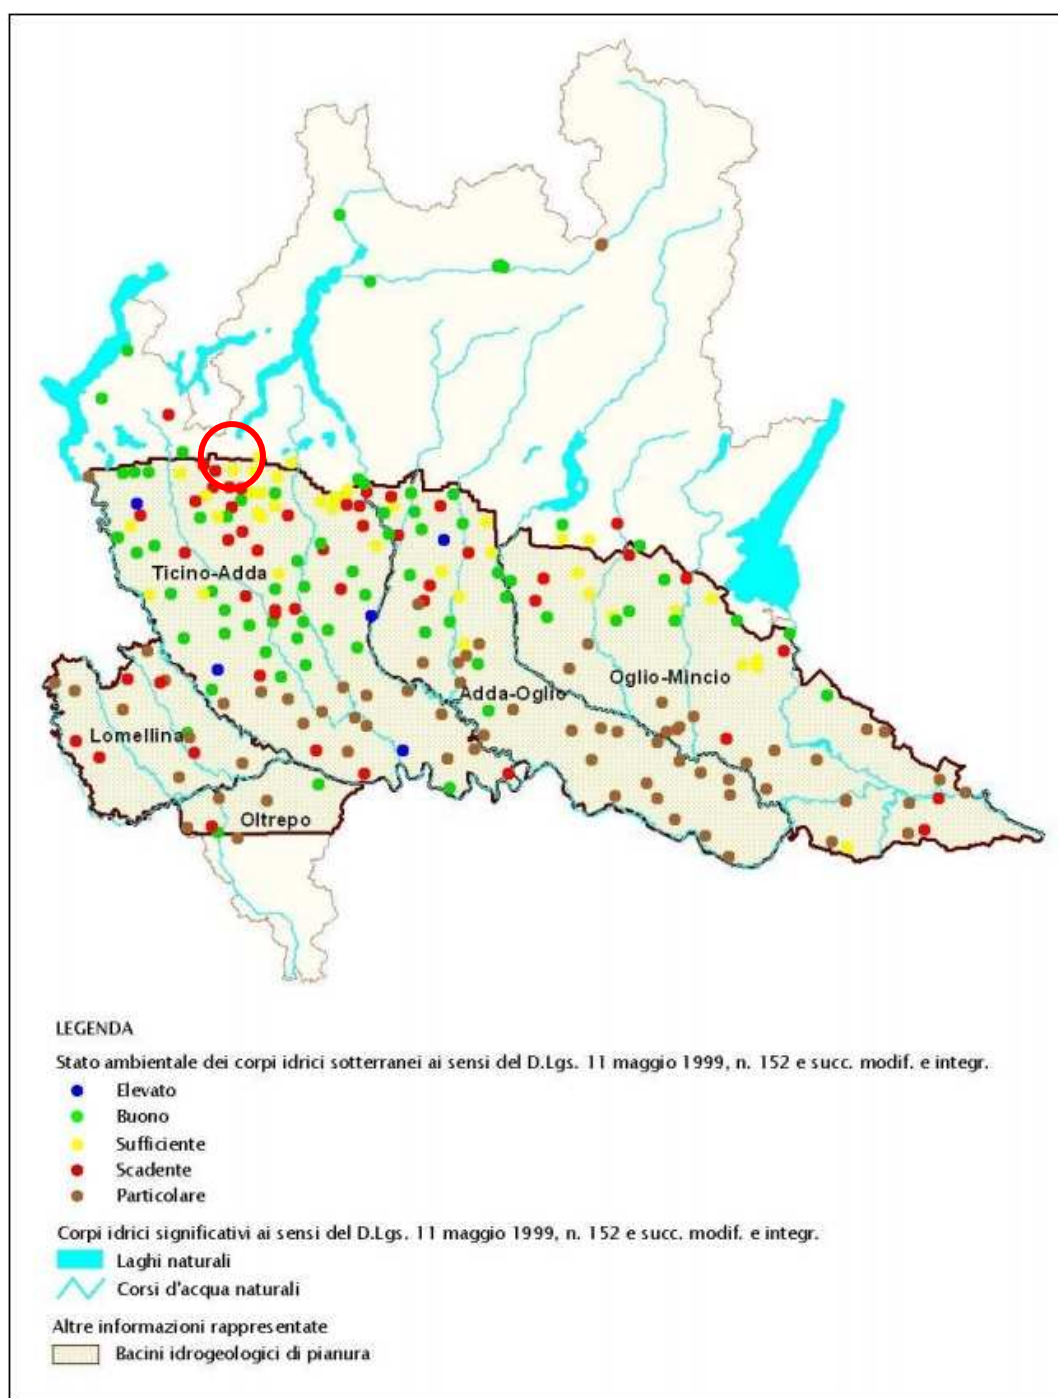 Ticino-Adda
Oglio-Mincio
Adda-Oglio
Lomellina
Oltrepo
LEGENDA
Stato ambientale dei corpi idrici sotterranei ai sensi del D.Lgs. 11 maggio 1999, n. 152 e succ. modif. e integr.
Elevato
Buono
Sufficiente
Scadente
Particolare
Corpi idrici significativi ai sensi del D.Lgs. 11 maggio 1999, n. 152 e succ. modif. e integr.
Laghi naturali
Corsi d'acqua naturali
Altre informazioni rappresentate
Bacini idrogeologici di pianura